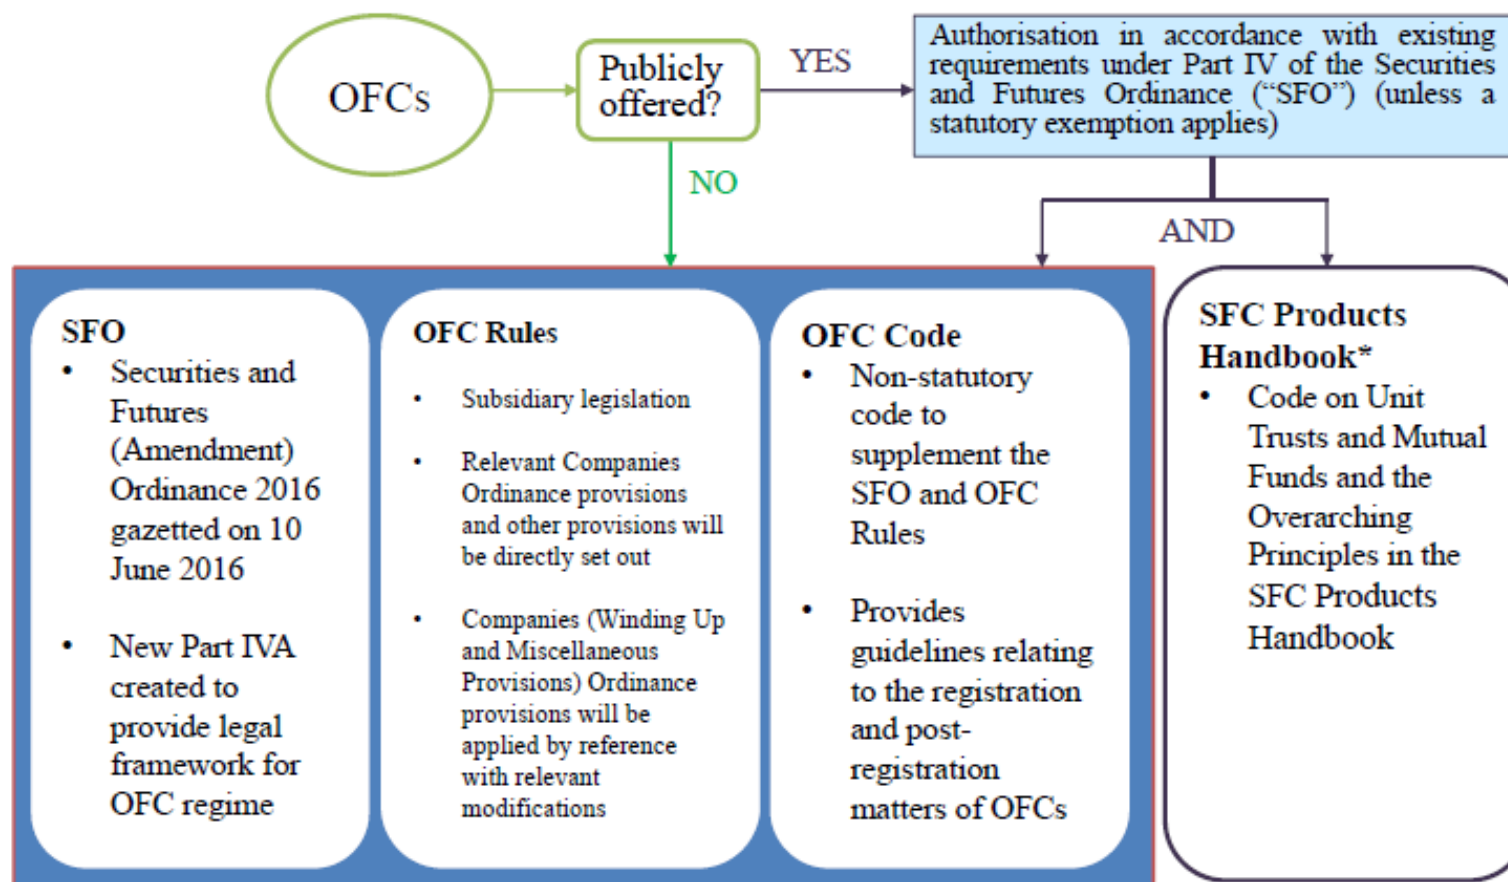 OFCs
Publicly
offered?
YES
Authorisation in accordance with existing
requirements under Part IV of the Securities
and Futures Ordinance (“SFO”) (unless a
statutory exemption applies)
NO
AND
SFO
• Securities and
Futures
(Amendment)
Ordinance 2016
gazetted on 10
June 2016
• New Part IVA
created to
provide legal
framework for
OFC regime
OFC Rules
• Subsidiary legislation
• Relevant Companies
Ordinance provisions
and other provisions will
be directly set out
• Companies (Winding Up
and Miscellaneous
Provisions) Ordinance
provisions will be
applied by reference
with relevant
modifications
OFC Code
• Non-statutory
code to
supplement the
SFO and OFC
Rules
• Provides
guidelines relating
to the registration
and post-
registration
matters of OFCs
SFC Products
Handbook*
• Code on Unit
Trusts and Mutual
Funds and the
Overarching
Principles in the
SFC Products
Handbook